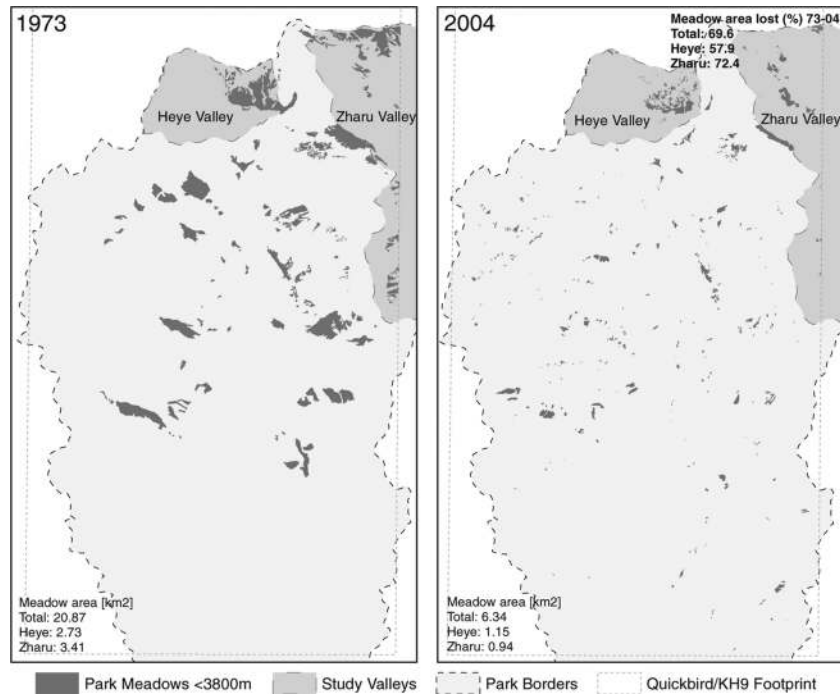 1973
Heye Valley
Zharu Valley
Meadow area [km2]
Total: 20.87
Heye: 2.73
Zharu: 3.41
2004
Meadow area lost (%) 73-04
Total: 69.6
Heye: 57.9
Zharu: 72.4
Heye Valley
Zharu Valley
Meadow area [km2]
Total: 6.34
Heye: 1.15
Zharu: 0.94
Park Meadows <3800m
Study Valleys
Park Borders
Quickbird/KH9 Footprint